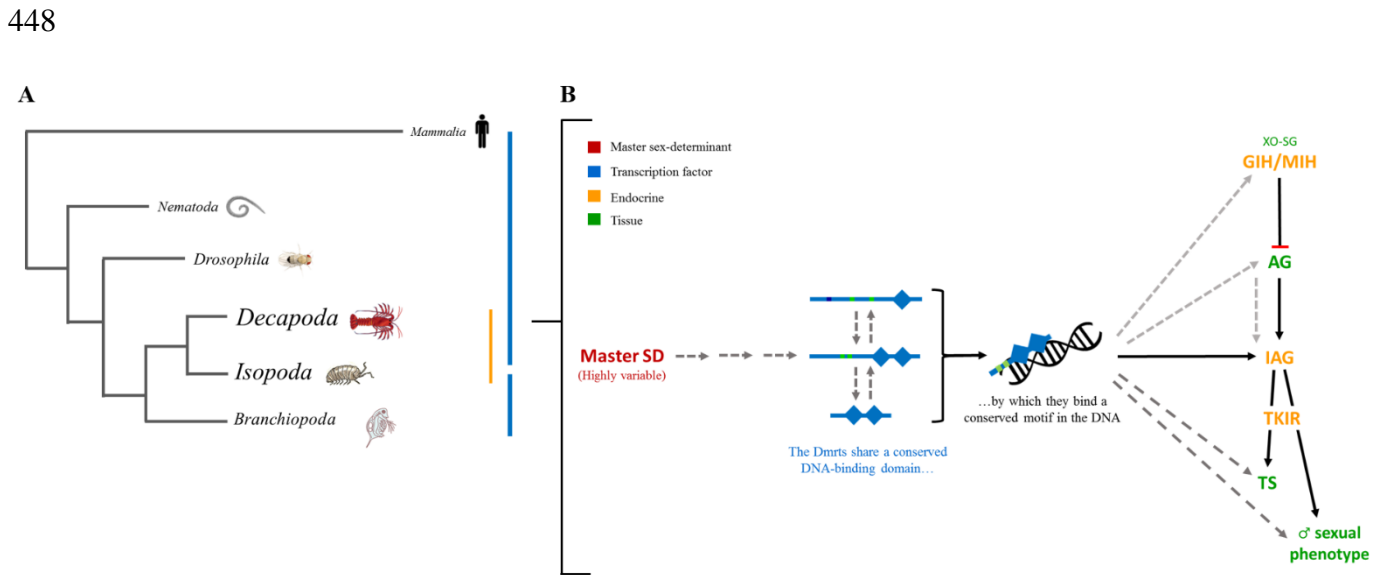 448
A
Mammalia
Nematoda
Drosophila
Decapoda
Isopoda
Branchiopoda
B
Master sex-determinant
Transcription factor
Endocrine
Tissue
Master SD
(Highly variable)
The Dmrts share a conserved
DNA-binding domain…
…by which they bind a
conserved motif in the DNA
XO-SG
GIH/MIH
AG
IAG
TKIR
TS
♂ sexual
phenotype